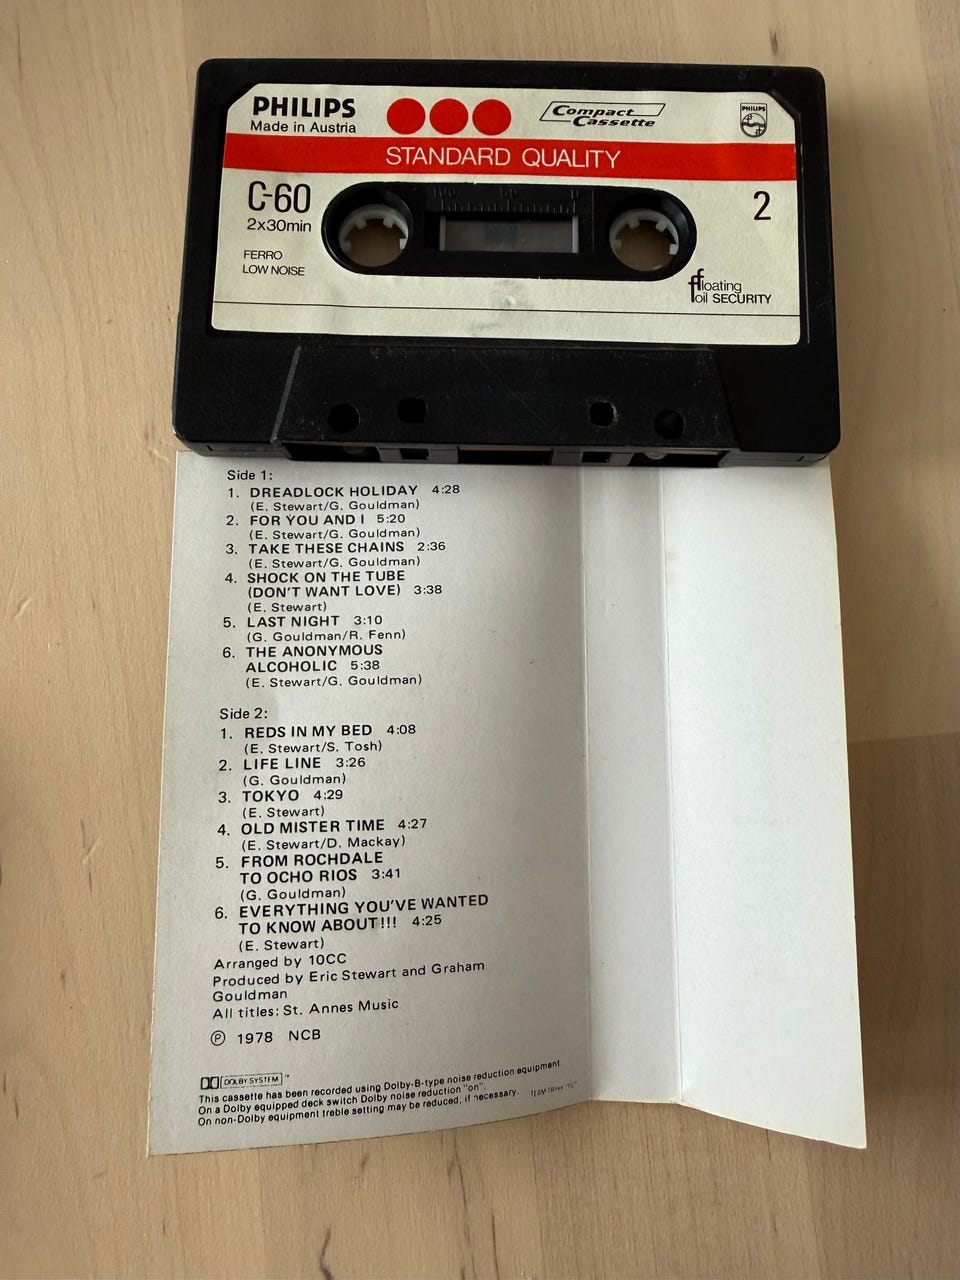 PHILIPS
Made in Austria
Compact
Cassette
PHILIPS
STANDARD QUALITY
C-60
2x30min
FERRO
LOW NOISE
100 50 0
2
floating
foil SECURITY
Side 1:
1. DREADLOCK HOLIDAY 4:28
(E. Stewart/G. Gouldman)
2. FOR YOU AND I 5:20
(E. Stewart/G. Gouldman)
3. TAKE THESE CHAINS 2:36
(E. Stewart/G. Gouldman)
4. SHOCK ON THE TUBE
(DON'T WANT LOVE) 3:38
(E. Stewart)
5. LAST NIGHT 3:10
(G. Gouldman/R. Fenn)
6. THE ANONYMOUS
ALCOHOLIC 5:38
(E. Stewart/G. Gouldman)
Side 2:
1. REDS IN MY BED 4:08
(E. Stewart/S. Tosh)
2. LIFE LINE 3:26
(G. Gouldman)
3. TOKYO 4:29
(E. Stewart)
4. OLD MISTER TIME 4:27
(E. Stewart/D. Mackay)
5. FROM ROCHDALE
TO OCHO RIOS 3:41
(G. Gouldman)
6. EVERYTHING YOU'VE WANTED
TO KNOW ABOUT!!! 4:25
(E. Stewart)
Arranged by 10CC
Produced by Eric Stewart and Graham
Gouldman
All titles: St. Annes Music
Ⓟ 1978 NCB
DOLBY SYSTEM ™
This cassette has been recorded using Dolby-B-type noise reduction equipment
On a Dolby equipped deck switch Dolby noise reduction "on".
On non-Dolby equipment treble setting may be reduced, if necessary.